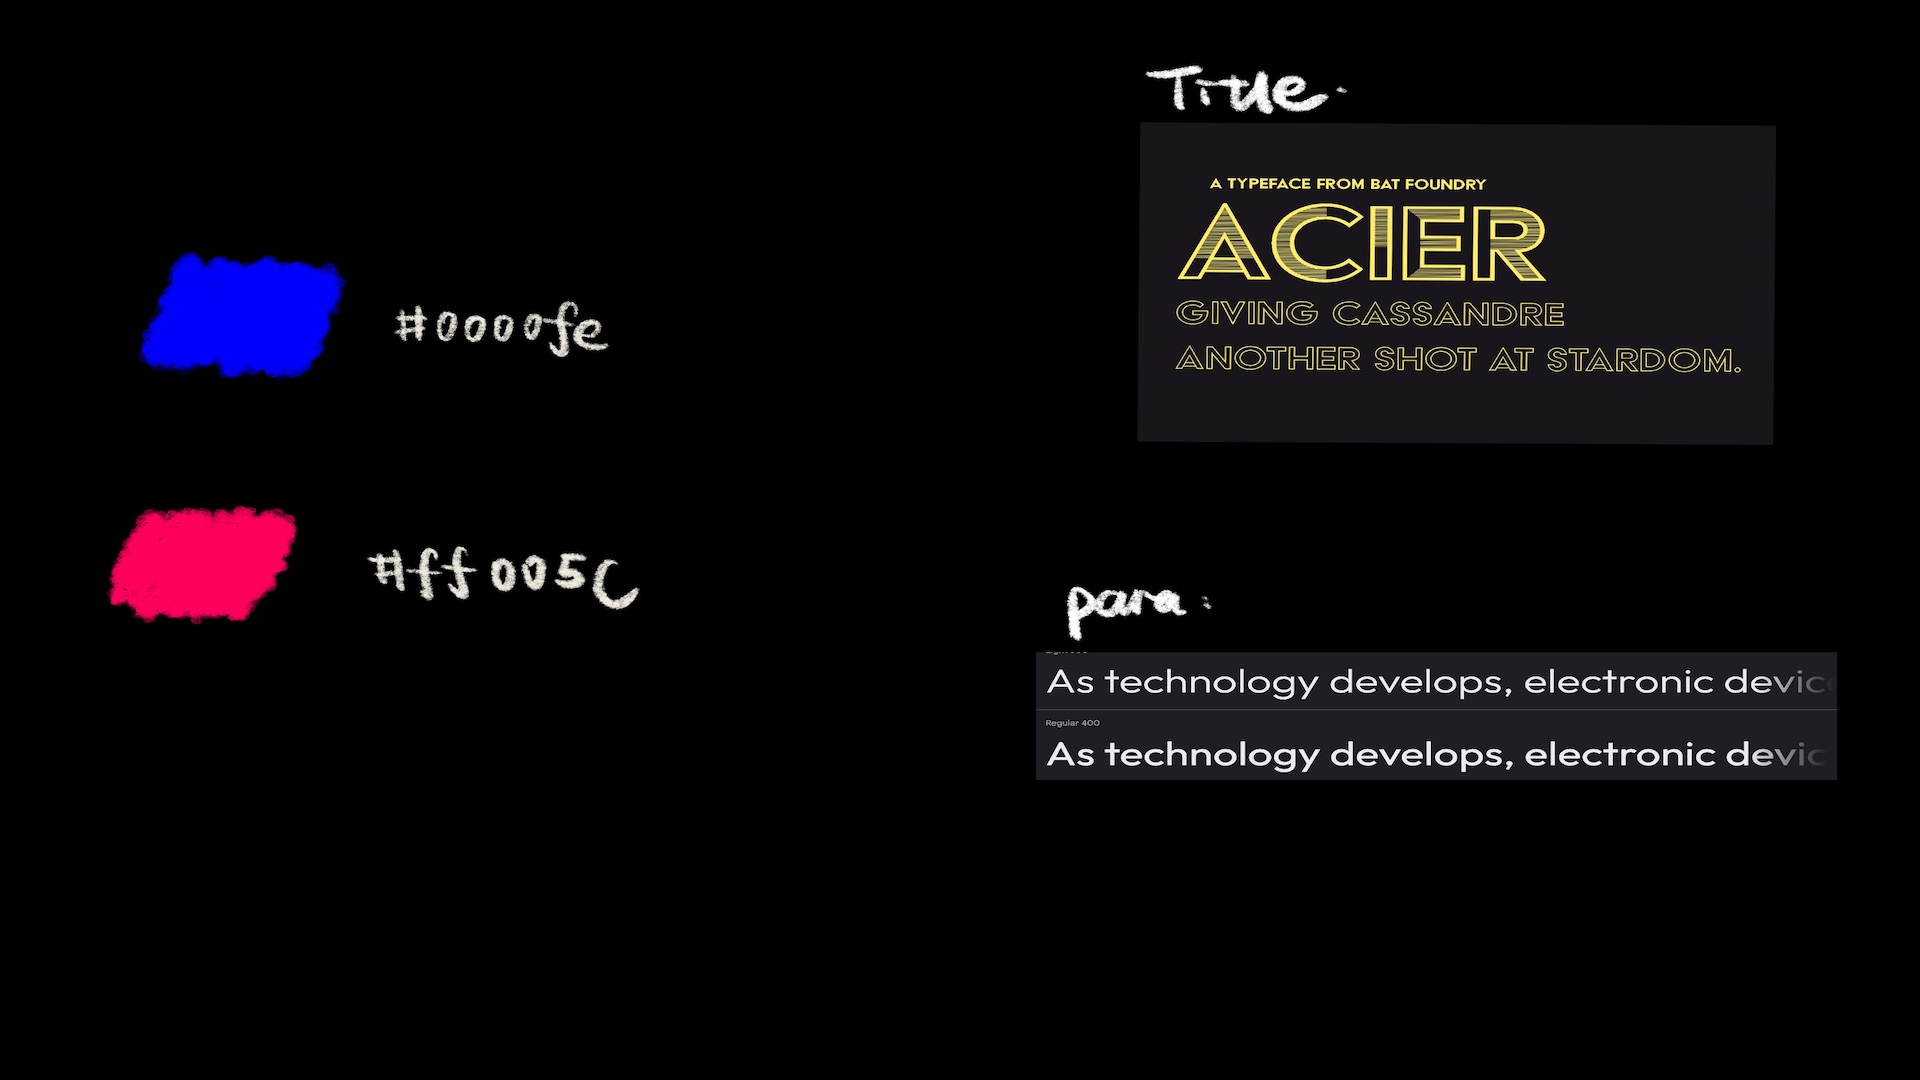 Title.
A TYPEFACE FROM BAT FOUNDRY
ACIER
GIVING CASSANDRE
ANOTHER SHOT AT STARDOM.
#0000fe
#ff005C
para:
As technology develops, electronic devic
Regular 400
As technology develops, electronic devic